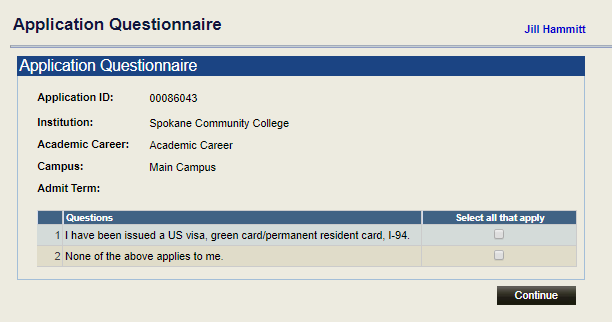 Application Questionnaire
Jill Hammitt
Application Questionnaire
Application ID: 00086043
Institution: Spokane Community College
Academic Career: Academic Career
Campus: Main Campus
Admit Term:
Questions Select all that apply
1 I have been issued a US visa, green card/permanent resident card, I-94.
2 None of the above applies to me.
Continue